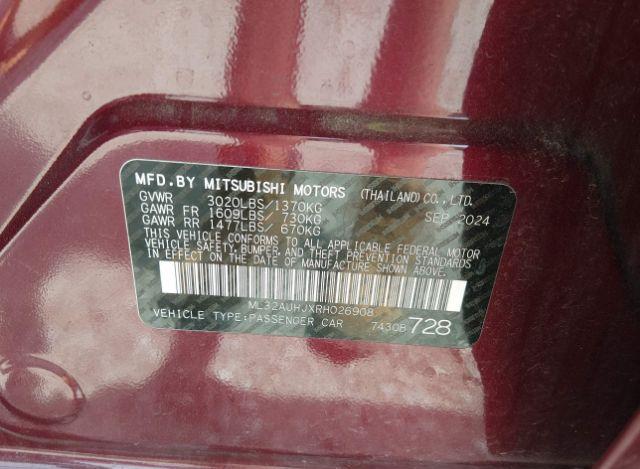 MFD.BY MITSUBISHI MOTORS (THAILAND)CO.,LTD.
GVWR 3020LBS/1370KG SEP.2024
GAWR FR 1609LBS/ 730KG
GAWR RR 1477LBS/ 670KG
THIS VEHICLE CONFORMS TO ALL APPLICABLE FEDERAL MOTOR
VEHICLE SAFETY,BUMPER,AND THEFT PREVENTION STANDARDS
IN EFFECT ON THE DATE OF MANUFACTURE SHOWN ABOVE.
ML32AUHJXRH026908
VEHICLE TYPE:PASSENGER CAR 7430B 728